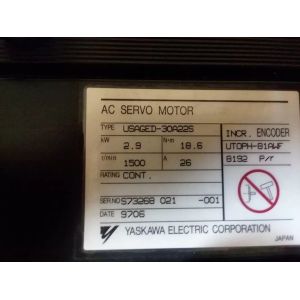 AC SERVO MOTOR
TYPE USAGED-30A22S
INCR. ENCODER
kW 2.9 N·m 18.6
UTOPH-81AWF
r/min 1500 A 26
8192 P/r
RATING CONT.
SER.NO S73268 021 -001
DATE 9706
YASKAWA ELECTRIC CORPORATION
JAPAN